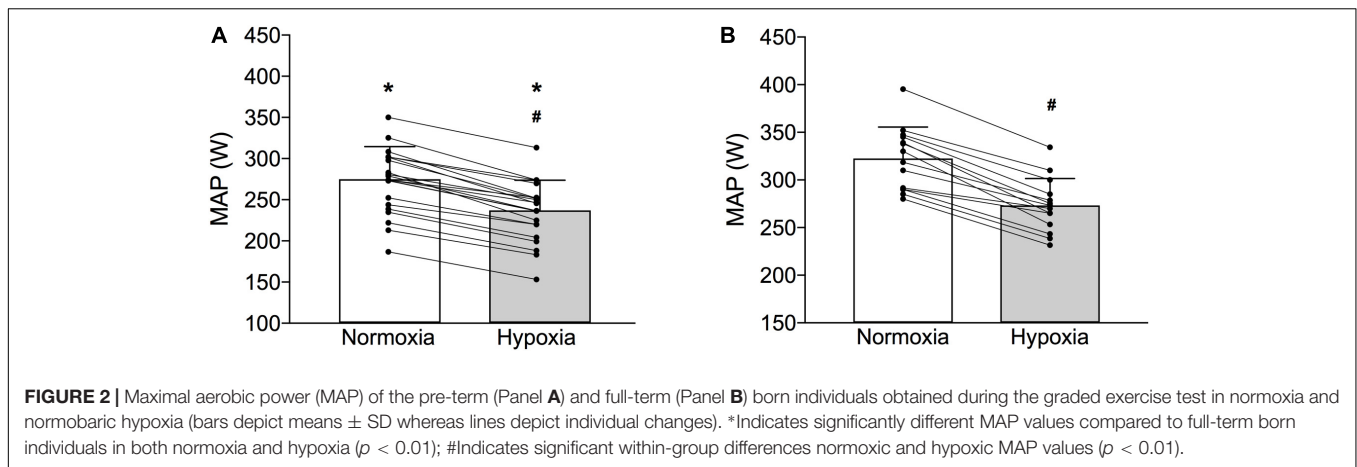 A
B
450
400
350
300
250
200
150
100
MAP (W)
*
*
#
Normoxia
Hypoxia
450
400
350
300
250
200
150
MAP (W)
#
Normoxia
Hypoxia
FIGURE 2 | Maximal aerobic power (MAP) of the pre-term (Panel A) and full-term (Panel B) born individuals obtained during the graded exercise test in normoxia and
normobaric hypoxia (bars depict means ± SD whereas lines depict individual changes). *Indicates significantly different MAP values compared to full-term born
individuals in both normoxia and hypoxia (p < 0.01); #Indicates significant within-group differences normoxic and hypoxic MAP values (p < 0.01).